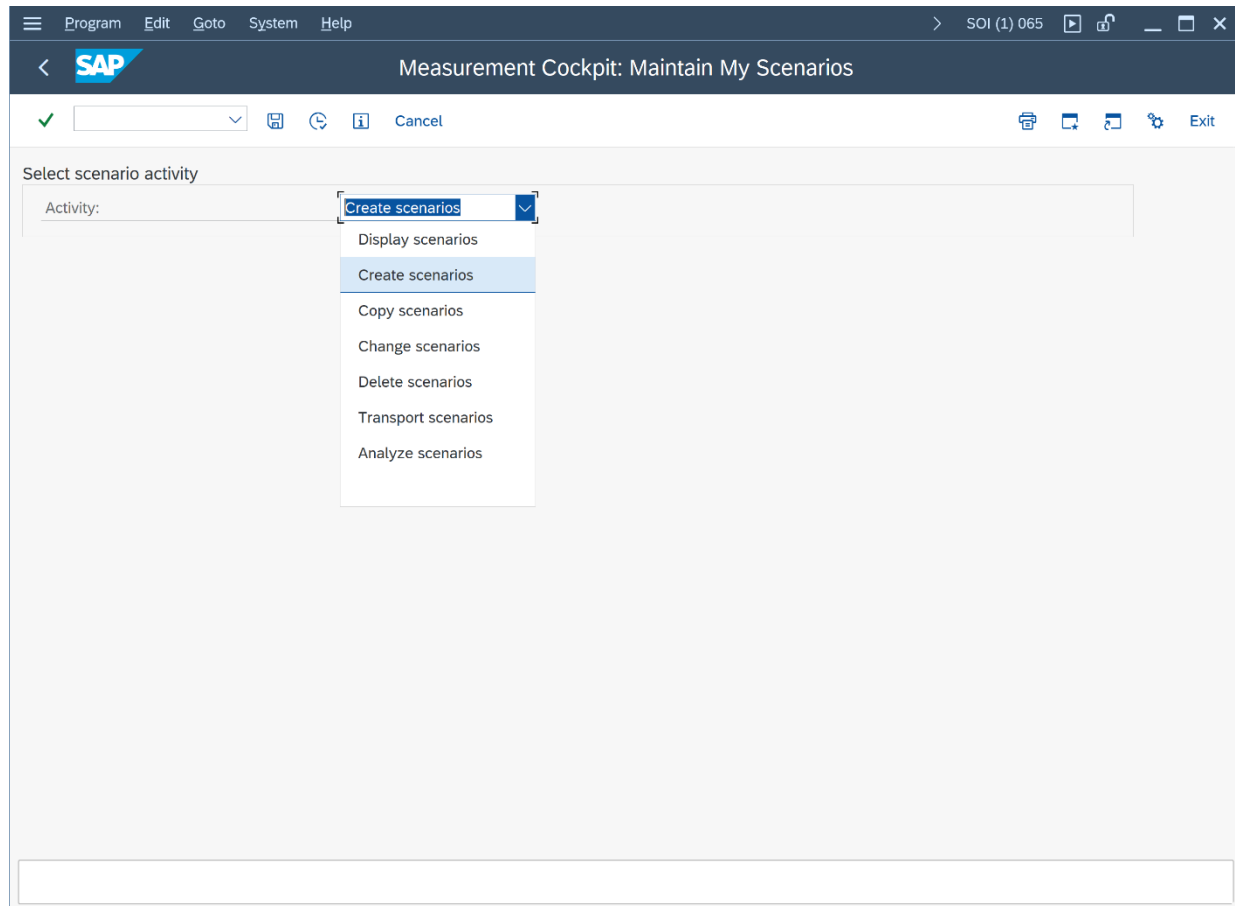 Program Edit Goto System Help SOI (1) 065
SAP Measurement Cockpit: Maintain My Scenarios
Cancel Exit
Select scenario activity
Activity: Create scenarios
Display scenarios
Create scenarios
Copy scenarios
Change scenarios
Delete scenarios
Transport scenarios
Analyze scenarios